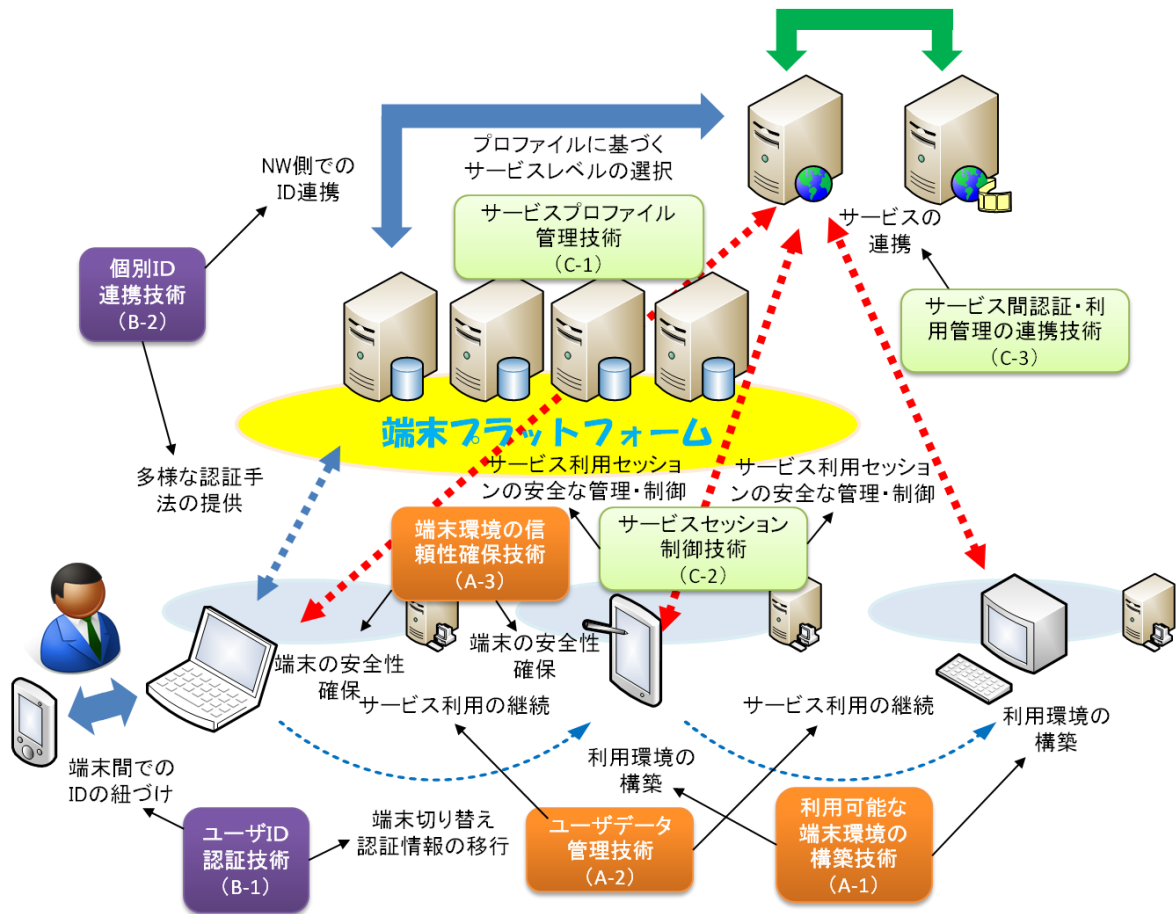 プロファイルに基づく
サービスレベルの選択
NW側での
ID連携
サービスプロファイル
管理技術
（C-1）
サービスの
連携
個別ID
連携技術
（B-2）
サービス間認証・利
用管理の連携技術
（C-3）
端末プラットフォーム
多様な認証手
法の提供
サービス利用セッショ
ンの安全な管理・制御
サービス利用セッショ
ンの安全な管理・制御
端末環境の信
頼性確保技術
（A-3）
サービスセッション
制御技術
（C-2）
端末の安全性
確保
端末の安全性
確保
サービス利用の継続
サービス利用の継続
利用環境の
構築
利用環境の
構築
端末間での
IDの紐づけ
ユーザID
認証技術
（B-1）
端末切り替え
認証情報の移行
ユーザデータ
管理技術
（A-2）
利用可能な
端末環境の
構築技術
（A-1）